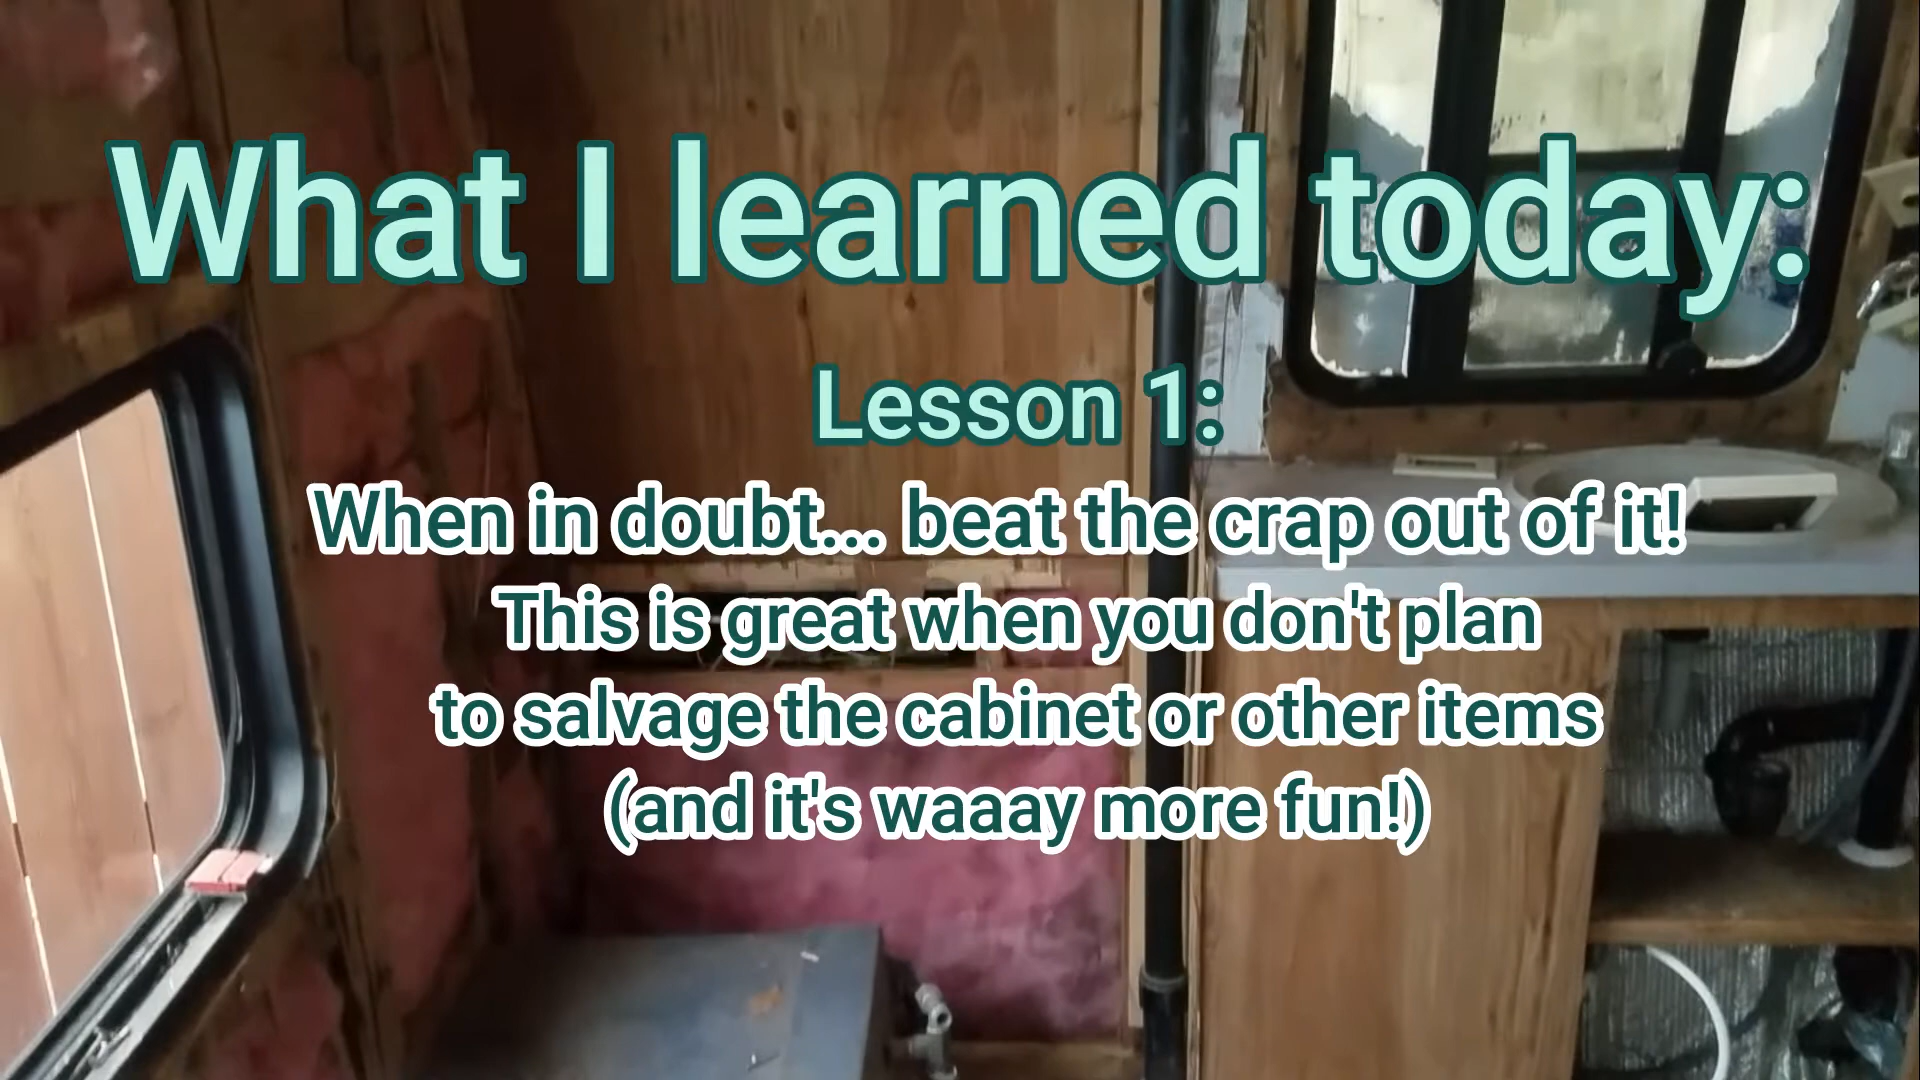 What I learned today:
Lesson 1:
When in doubt... beat the crap out of it!
This is great when you don't plan
to salvage the cabinet or other items
(and it's waaay more fun!)